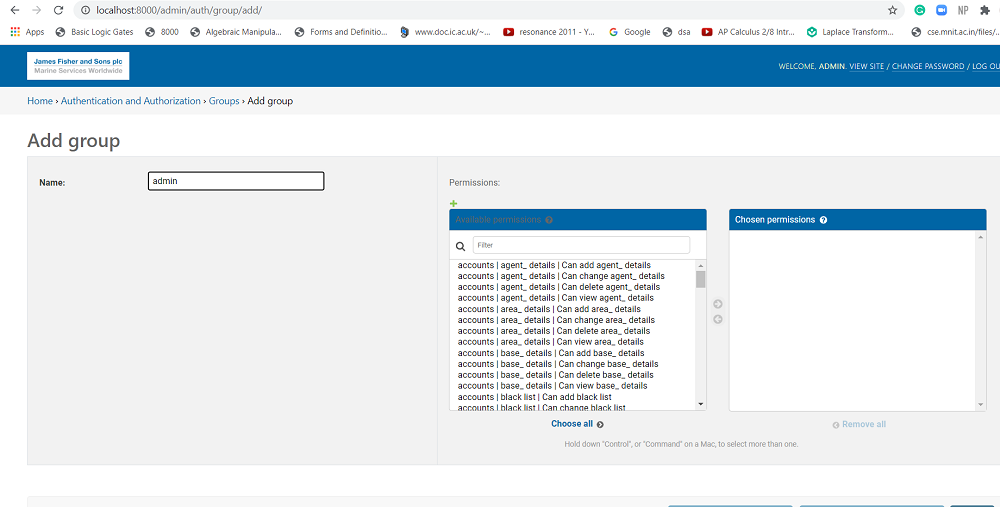 localhost:8000/admin/auth/group/add/
NP
Apps Basic Logic Gates 8000 Algebraic Manipula... Forms and Definitio... www.doc.ic.ac.uk/~... resonance 2011 - Y... Google dsa AP Calculus 2/8 Intr... Laplace Transform... cse.mnit.ac.in/files/...
James Fisher and Sons plc
Marine Services Worldwide
WELCOME, ADMIN. VIEW SITE / CHANGE PASSWORD / LOG OU
Home › Authentication and Authorization › Groups › Add group
Add group
Name: admin
Permissions:
Available permissions ?
Chosen permissions ?
Filter
accounts | agent_ details | Can add agent_ details
accounts | agent_ details | Can change agent_ details
accounts | agent_ details | Can delete agent_ details
accounts | agent_ details | Can view agent_ details
accounts | area_ details | Can add area_ details
accounts | area_ details | Can change area_ details
accounts | area_ details | Can delete area_ details
accounts | area_ details | Can view area_ details
accounts | base_ details | Can add base_ details
accounts | base_ details | Can change base_ details
accounts | base_ details | Can delete base_ details
accounts | base_ details | Can view base_ details
accounts | black list | Can add black list
accounts | black list | Can change black list
Choose all
Remove all
Hold down "Control", or "Command" on a Mac, to select more than one.